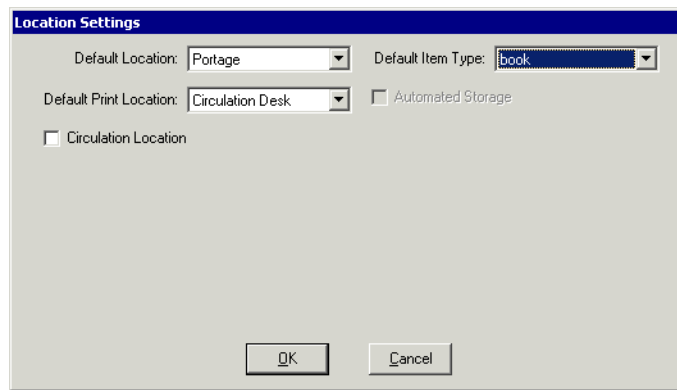 Location Settings
Default Location: Portage Default Item Type: book
Default Print Location: Circulation Desk Automated Storage
Circulation Location
OK Cancel